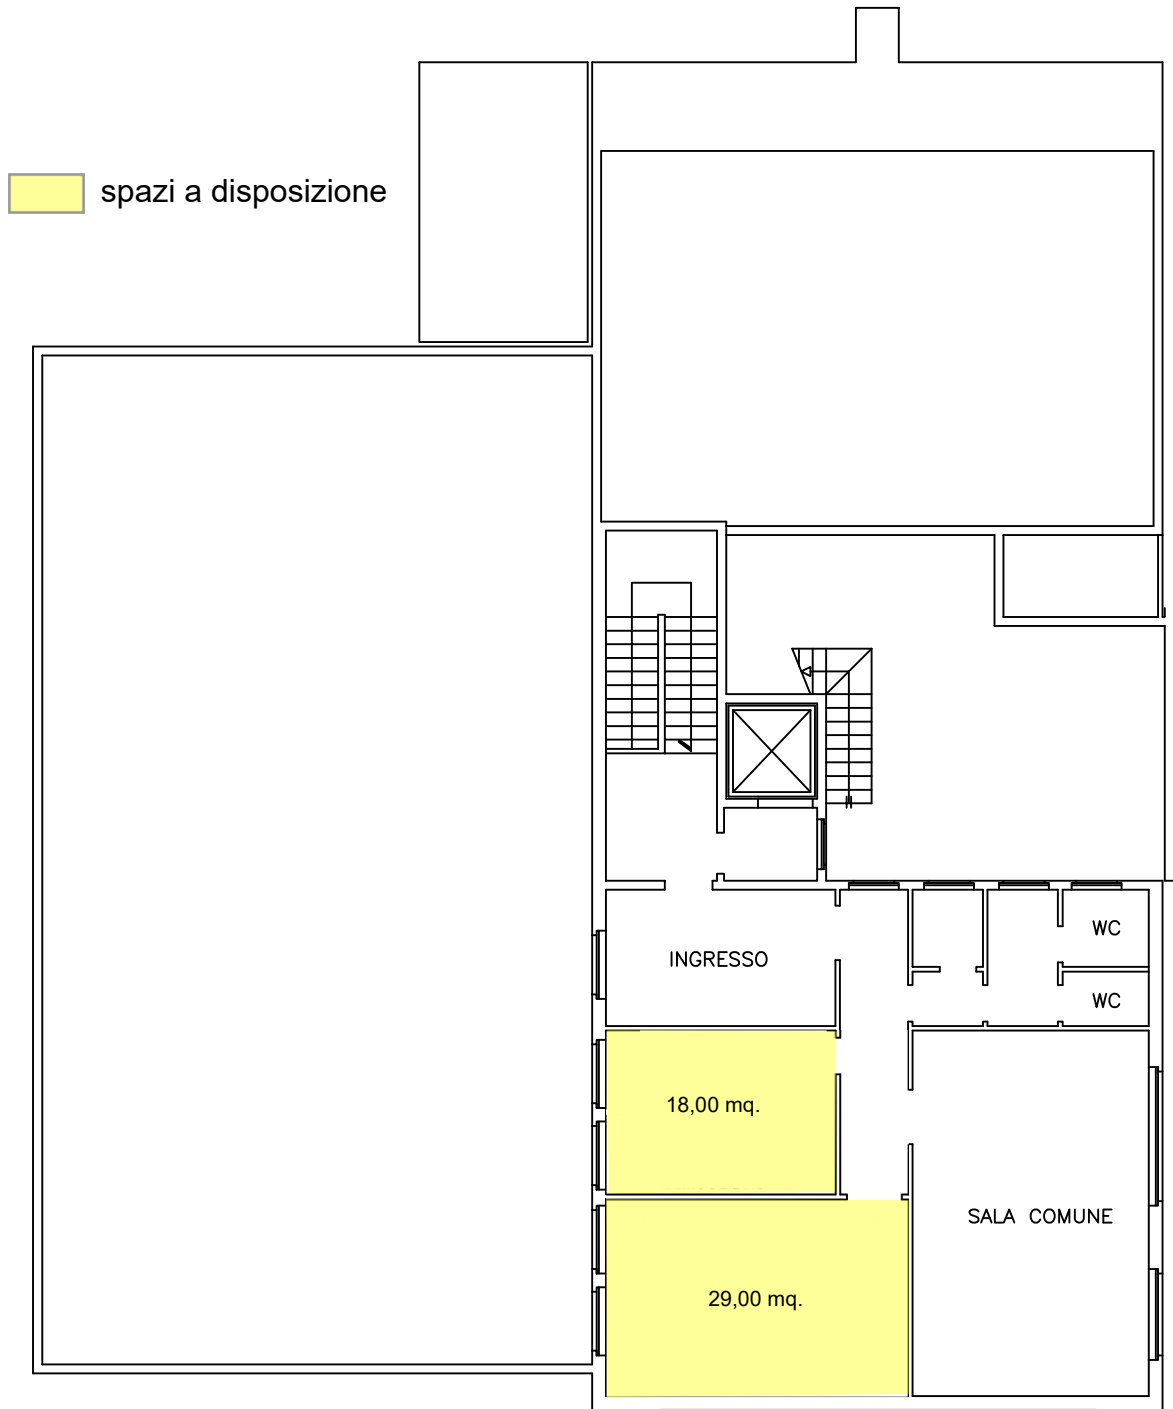 spazi a disposizione
WC
INGRESSO
WC
18,00 mq.
SALA COMUNE
29,00 mq.